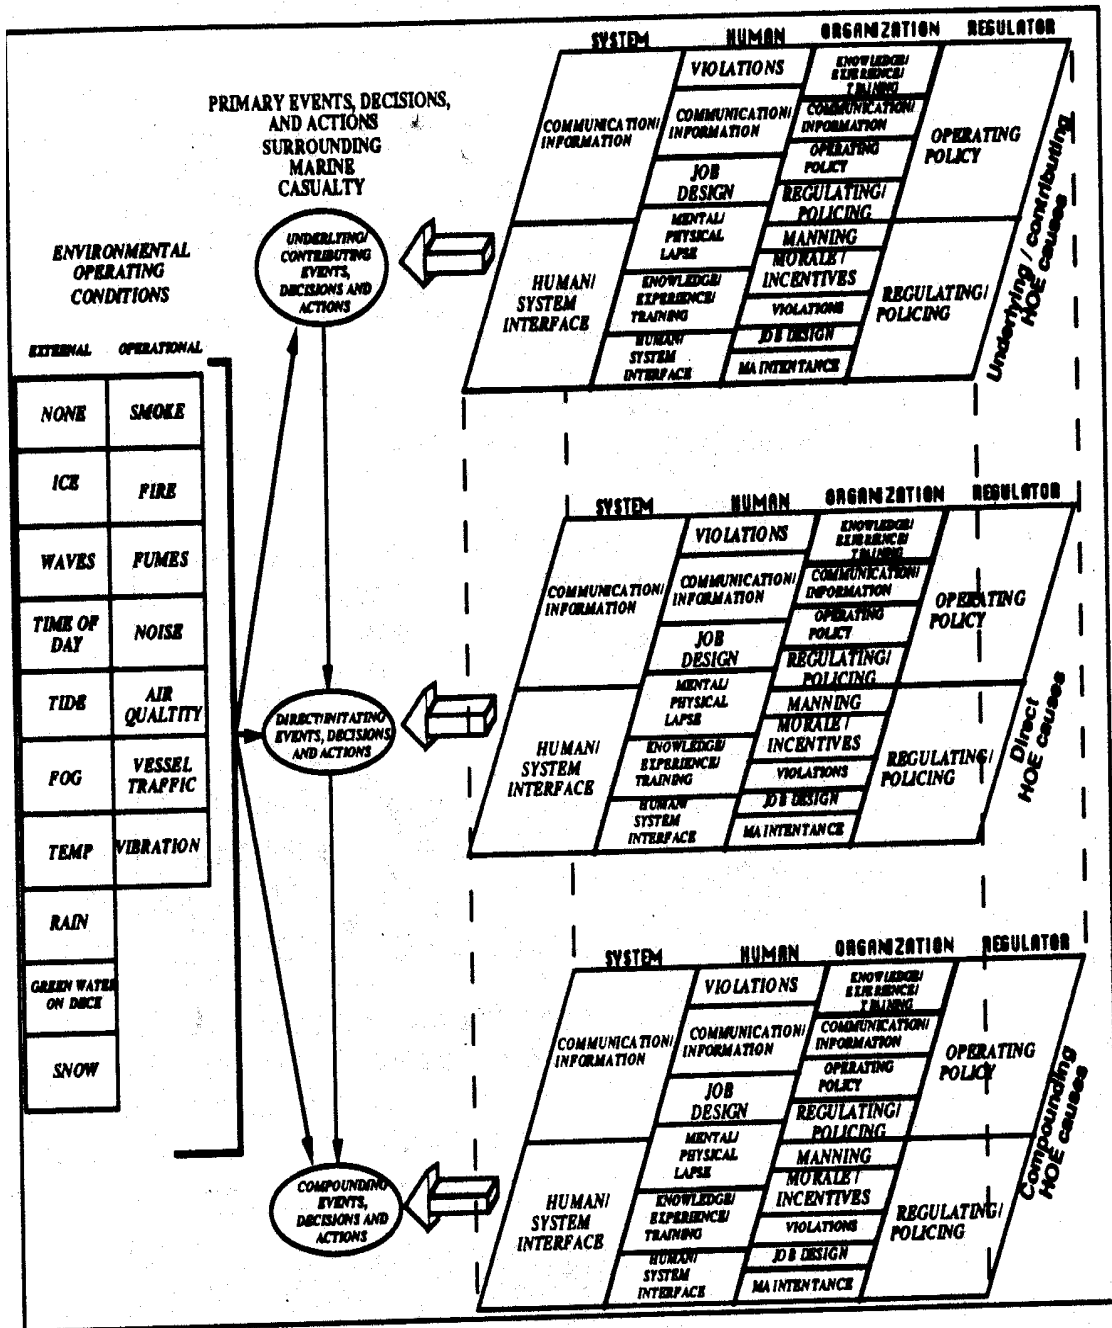 PRIMARY EVENTS, DECISIONS,
AND ACTIONS
SURROUNDING
MARINE
CASUALTY
ENVIRONMENTAL
OPERATING
CONDITIONS
EXTERNAL OPERATIONAL
NONE SMOKE
ICE FIRE
WAVES FUMES
TIME OF
DAY
NOISE
TIDE
AIR
QUALTITY
FOG
VESSEL
TRAFFIC
TEMP VIBRATION
RAIN
GREEN WATER
ON DECE
SNOW
UNDERLYING/
CONTRIBUTING
EVENTS,
DECISIONS AND
ACTIONS
DIRECT/INITATING
EVENTS, DECISIONS
AND ACTIONS
COMPOUNDING
EVENTS,
DECISIONS AND
ACTIONS
SYSTEM HUMAN ORGANIZATION REGULATOR
COMMUNICATION/
INFORMATION
HUMAN/
SYSTEM
INTERFACE
VIOLATIONS
COMMUNICATION/
INFORMATION
JOB
DESIGN
MENTAL/
PHYSICAL
LAPSE
KNOWLEDGE/
EXPERIENCE/
TRAINING
HUMAN/
SYSTEM
INTERFACE
KNOWLEDGE/
EXPERIENCE/
TRAINING
COMMUNICATION/
INFORMATION
OPERATING
POLICY
REGULATING/
POLICING
MANNING
MORALE/
INCENTIVES
VIOLATIONS
JOB DESIGN
MAINTENTANCE
OPERATING
POLICY
REGULATING/
POLICING
Underlying / contributing
HOE causes
SYSTEM HUMAN ORGANIZATION REGULATOR
COMMUNICATION/
INFORMATION
HUMAN/
SYSTEM
INTERFACE
VIOLATIONS
COMMUNICATION/
INFORMATION
JOB
DESIGN
MENTAL/
PHYSICAL
LAPSE
KNOWLEDGE/
EXPERIENCE/
TRAINING
HUMAN/
SYSTEM
INTERFACE
KNOWLEDGE/
EXPERIENCE/
TRAINING
COMMUNICATION/
INFORMATION
OPERATING
POLICY
REGULATING/
POLICING
MANNING
MORALE/
INCENTIVES
VIOLATIONS
JOB DESIGN
MAINTENTANCE
OPERATING
POLICY
REGULATING/
POLICING
Direct
HOE causes
SYSTEM HUMAN ORGANIZATION REGULATOR
COMMUNICATION/
INFORMATION
HUMAN/
SYSTEM
INTERFACE
VIOLATIONS
COMMUNICATION/
INFORMATION
JOB
DESIGN
MENTAL/
PHYSICAL
LAPSE
KNOWLEDGE/
EXPERIENCE/
TRAINING
HUMAN/
SYSTEM
INTERFACE
KNOWLEDGE/
EXPERIENCE/
TRAINING
COMMUNICATION/
INFORMATION
OPERATING
POLICY
REGULATING/
POLICING
MANNING
MORALE/
INCENTIVES
VIOLATIONS
JOB DESIGN
MAINTENTANCE
OPERATING
POLICY
REGULATING/
POLICING
Compounding
HOE causes